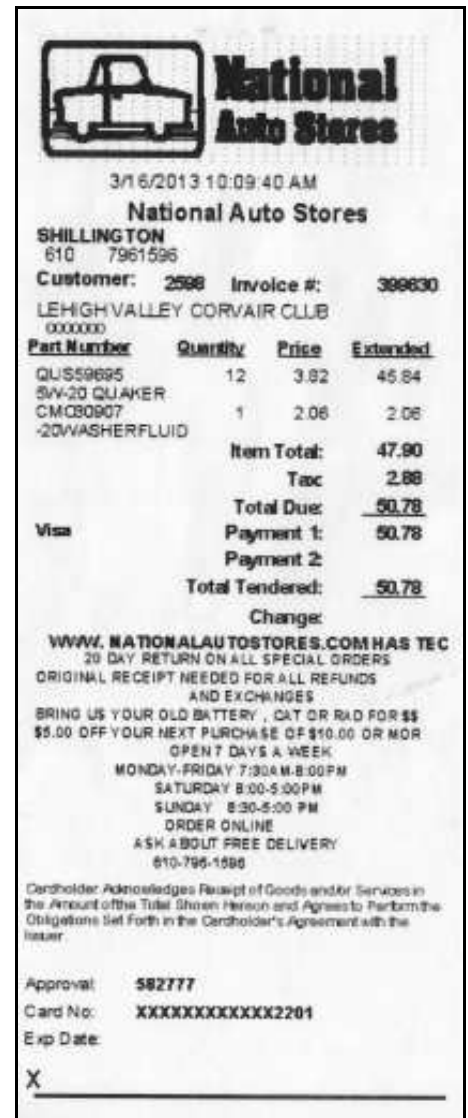 National
Auto Stores
3/16/2013 10:09:40 AM
National Auto Stores
SHILLINGTON
610 7961596
Customer: 2598 Invoice #: 399630
LEHIGH VALLEY CORVAIR CLUB
0000000
Part Number Quantity Price Extended
QUS59695 12 3.82 45.84
5W-20 QUAKER
CMC80907 1 2.06 2.06
-20WASHERFLUID
Item Total: 47.90
Tax: 2.88
Total Due: 50.78
Visa Payment 1: 50.78
Payment 2:
Total Tendered: 50.78
Change:
WWW. NATIONALAUTOSTORES.COM HAS TEC
20 DAY RETURN ON ALL SPECIAL ORDERS
ORIGINAL RECEIPT NEEDED FOR ALL REFUNDS
AND EXCHANGES
BRING US YOUR OLD BATTERY , CAT OR RAD FOR $$
$5.00 OFF YOUR NEXT PURCHASE OF $10.00 OR MOR
OPEN 7 DAYS A WEEK
MONDAY-FRIDAY 7:30AM-8:00PM
SATURDAY 8:00-5:00PM
SUNDAY 8:30-5:00 PM
ORDER ONLINE
ASK ABOUT FREE DELIVERY
610-796-1596
Cardholder Acknowledges Receipt of Goods and/or Services in
the Amount of the Total Shown Hereon and Agrees to Perform the
Obligations Set Forth in the Cardholder's Agreement with the
Issuer
Approval: 582777
Card No: XXXXXXXXXXXX2201
Exp Date:
X